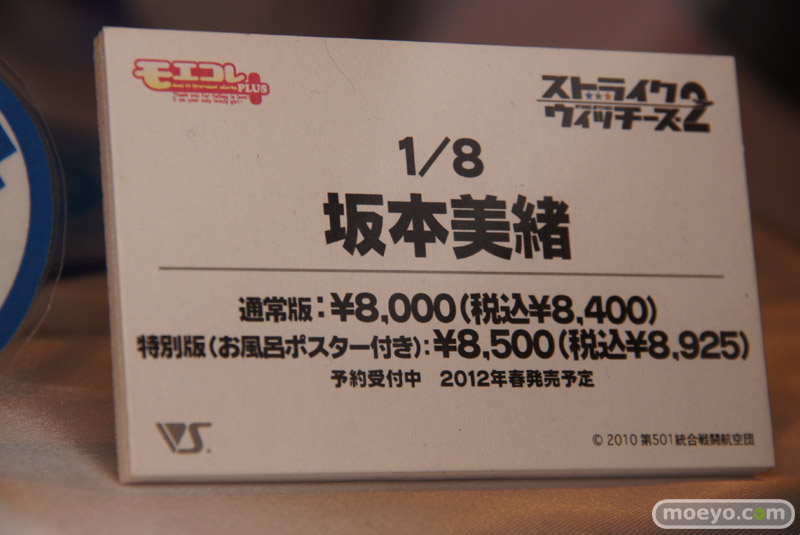 モエコレ
PLUS
ストライク
ウィッチーズ2
1/8
坂本美緒
通常版:¥8,000(税込¥8,400)
特別版(お風呂ポスター付き):¥8,500(税込¥8,925)
予約受付中 2012年春発売予定
VS.
© 2010 第501統合戦闘航空団
moeyo.com